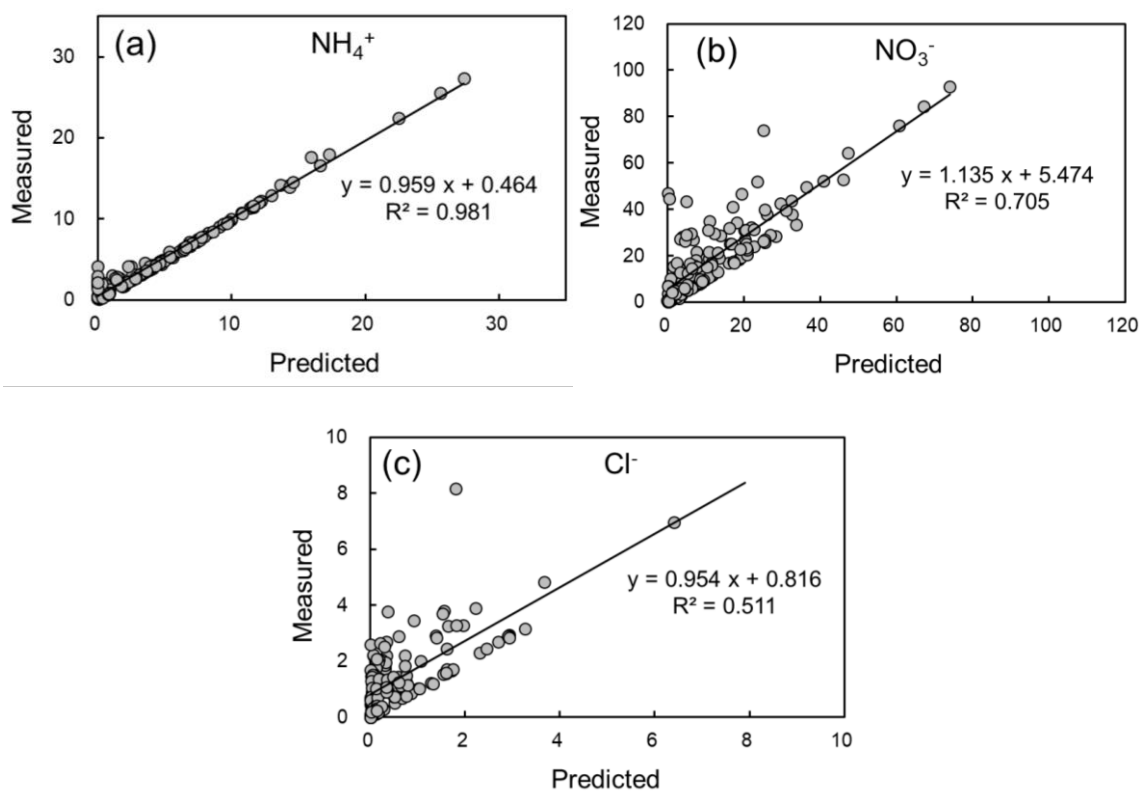 (a)
NH₄⁺
30
20
10
0
Measured
y = 0.959 x + 0.464
R² = 0.981
0 10 20 30
Predicted
(b)
NO₃⁻
120
100
80
60
40
20
0
Measured
y = 1.135 x + 5.474
R² = 0.705
0 20 40 60 80 100 120
Predicted
(c)
Cl⁻
10
8
6
4
2
0
Measured
y = 0.954 x + 0.816
R² = 0.511
0 2 4 6 8 10
Predicted